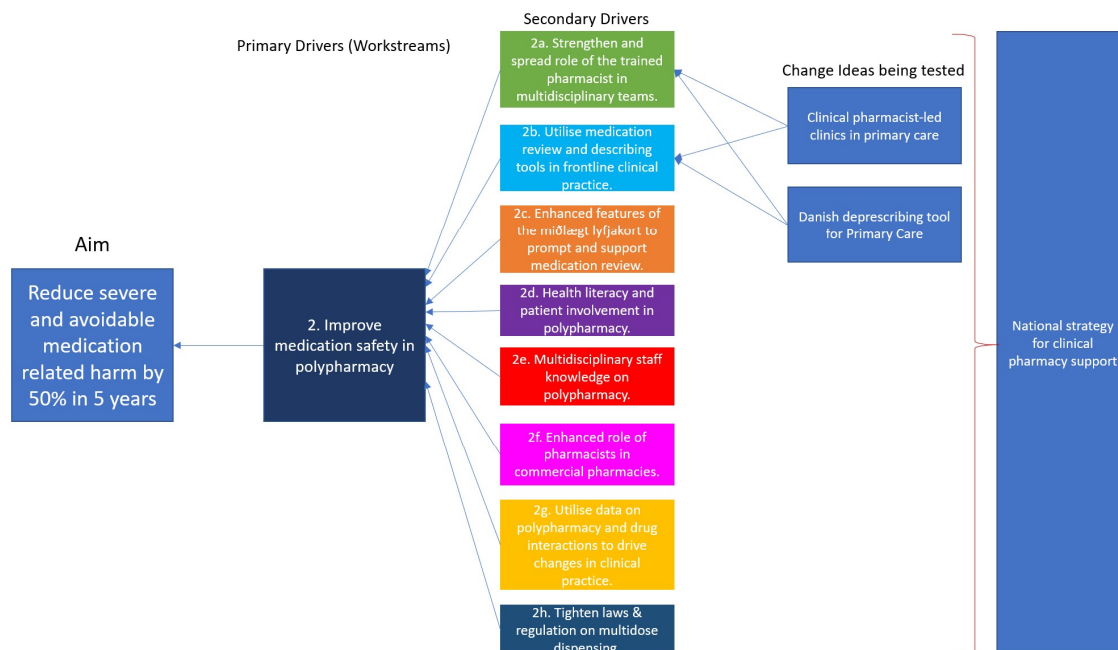 Secondary Drivers
Primary Drivers (Workstreams)
2a. Strengthen and
spread role of the trained
pharmacist in
multidisciplinary teams.
Change Ideas being tested
Clinical pharmacist-led
clinics in primary care
2b. Utilise medication
review and describing
tools in frontline clinical
practice.
Danish deprescribing tool
for Primary Care
2c. Enhanced features of
the miðlægt lyfjakort to
prompt and support
medication review.
Aim
Reduce severe
and avoidable
medication
related harm by
50% in 5 years
2. Improve
medication safety in
polypharmacy
2d. Health literacy and
patient involvement in
polypharmacy.
National strategy
for clinical
pharmacy support
2e. Multidisciplinary staff
knowledge on
polypharmacy.
2f. Enhanced role of
pharmacists in
commercial pharmacies.
2g. Utilise data on
polypharmacy and drug
interactions to drive
changes in clinical
practice.
2h. Tighten laws &
regulation on multidose
dispensing